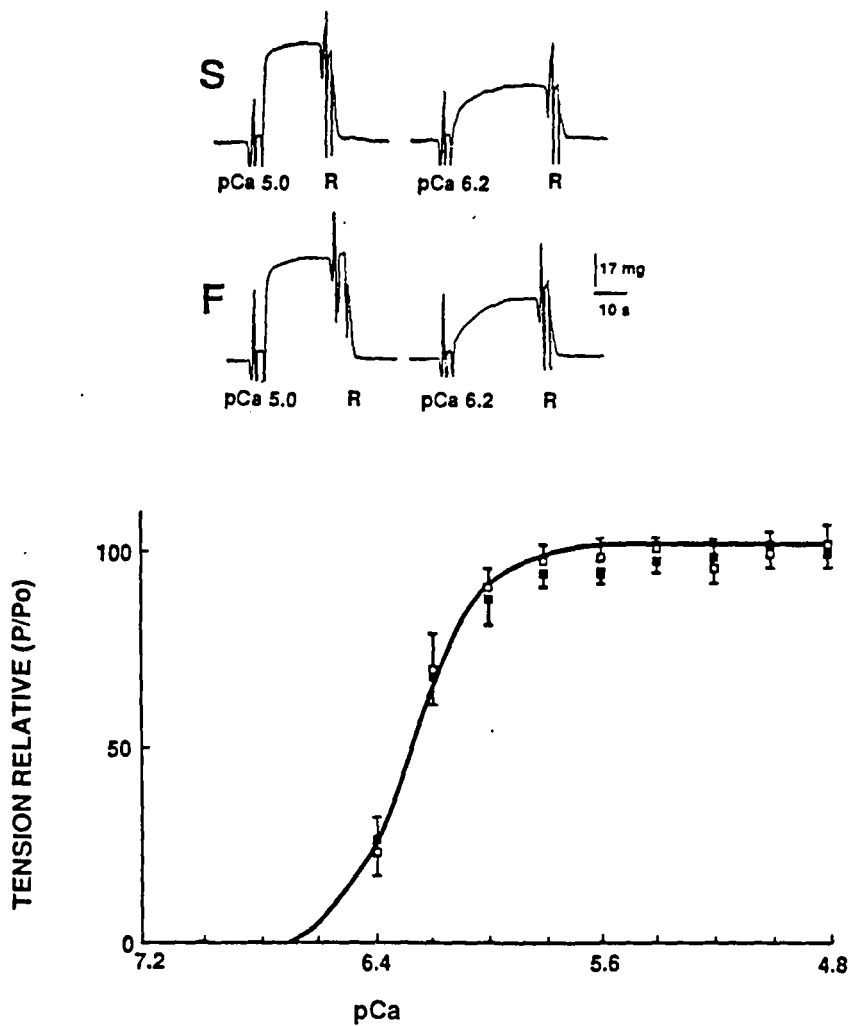 S
pCa 5.0 R pCa 6.2 R
F
17 mg
10 s
pCa 5.0 R pCa 6.2 R
TENSION RELATIVE (P/Po)
100
50
0
7.2 6.4 5.6 4.8
pCa